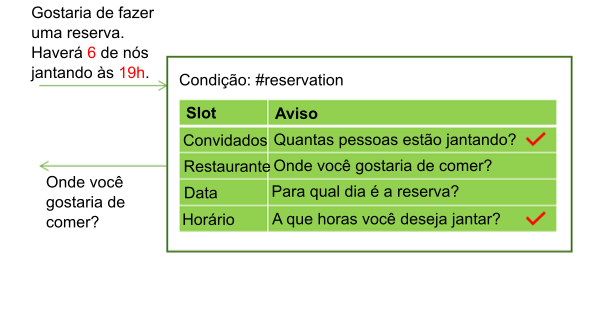 Gostaria de fazer
uma reserva.
Haverá 6 de nós
jantando às 19h.
Condição: #reservation
Slot Aviso
Convidados Quantas pessoas estão jantando?
Restaurante Onde você gostaria de comer?
Data Para qual dia é a reserva?
Horário A que horas você deseja jantar?
Onde você
gostaria de
comer?